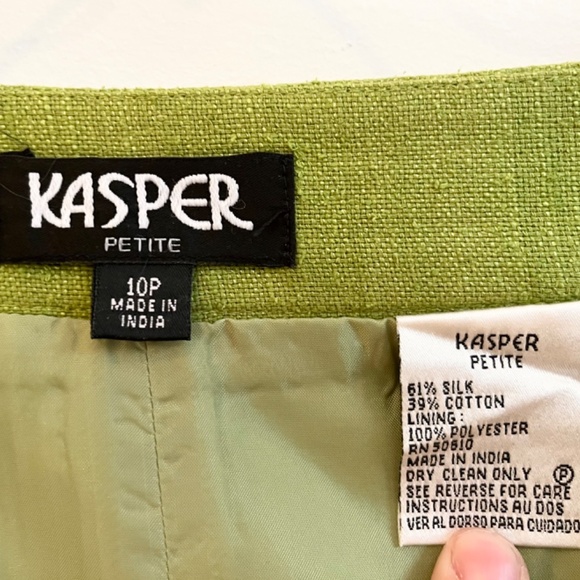 KASPER
PETITE
10P
MADE IN
INDIA
KASPER
PETITE
61% SILK
39% COTTON
LINING:
100% POLYESTER
RN 50610
MADE IN INDIA
DRY CLEAN ONLY Ⓟ
SEE REVERSE FOR CARE
INSTRUCTIONS AU DOS
VER AL DORSO PARA CUIDADO